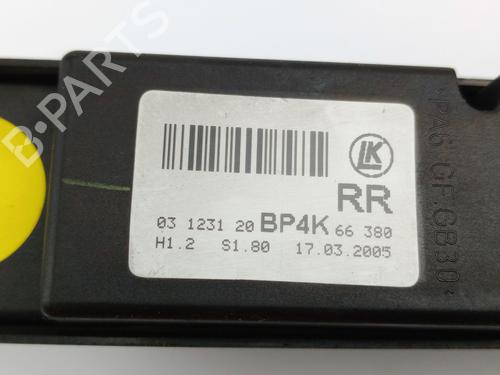 B-PARTS
LK
RR
03 1231 20 BP4K 66 380
H1.2 S1.80 17.03.2005
>PA6 GF.GB30<